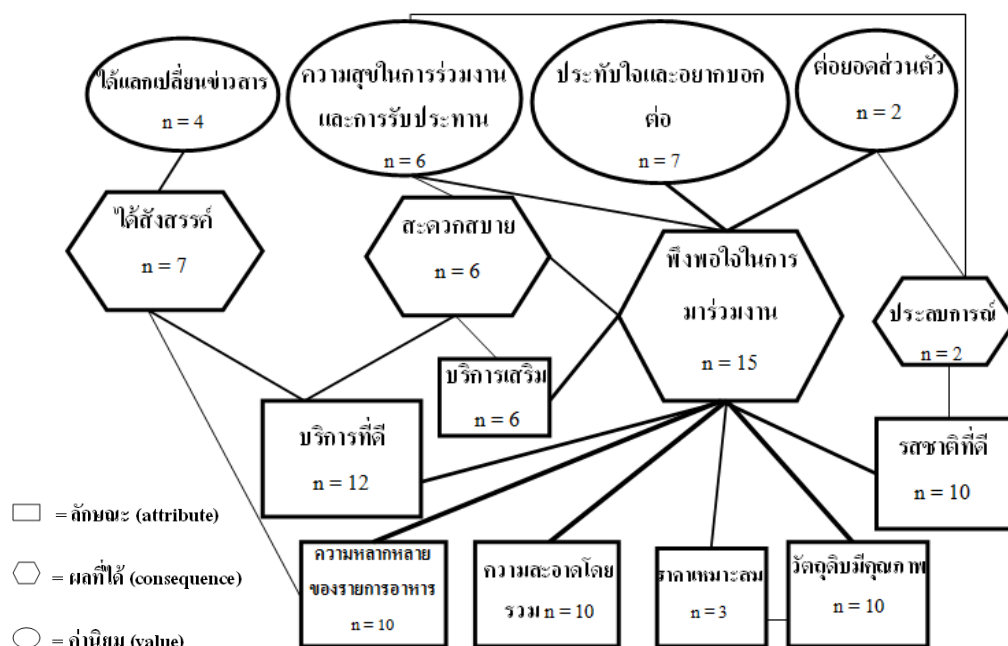 ได้แลกเปลี่ยนข่าวสาร
n = 4
ความสุขในการร่วมงาน
และการรับประทาน
n = 6
ประทับใจและอยากบอก
ต่อ
n = 7
ต่อยอดส่วนตัว
n = 2
ได้สังสรรค์
n = 7
สะดวกสบาย
n = 6
พึงพอใจในการ
มาร่วมงาน
n = 15
ประสบการณ์
n = 2
บริการเสริม
n = 6
บริการที่ดี
n = 12
รสชาติที่ดี
n = 10
ความหลากหลาย
ของรายการอาหาร
n = 10
ความสะอาดโดย
รวม n = 10
ราคาเหมาะสม
n = 3
วัตถุดิบมีคุณภาพ
n = 10
= ลักษณะ (attribute)
= ผลที่ได้ (consequence)
= ค่านิยม (value)